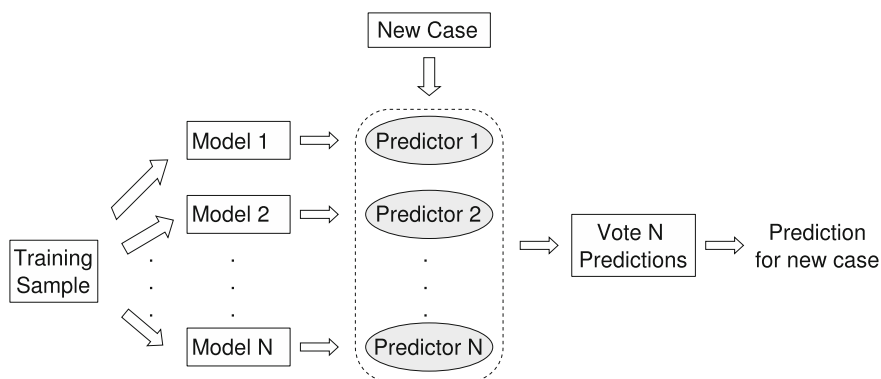 New Case
Model 1
Predictor 1
Model 2
Predictor 2
Training
Sample
Vote N
Predictions
Prediction
for new case
Model N
Predictor N